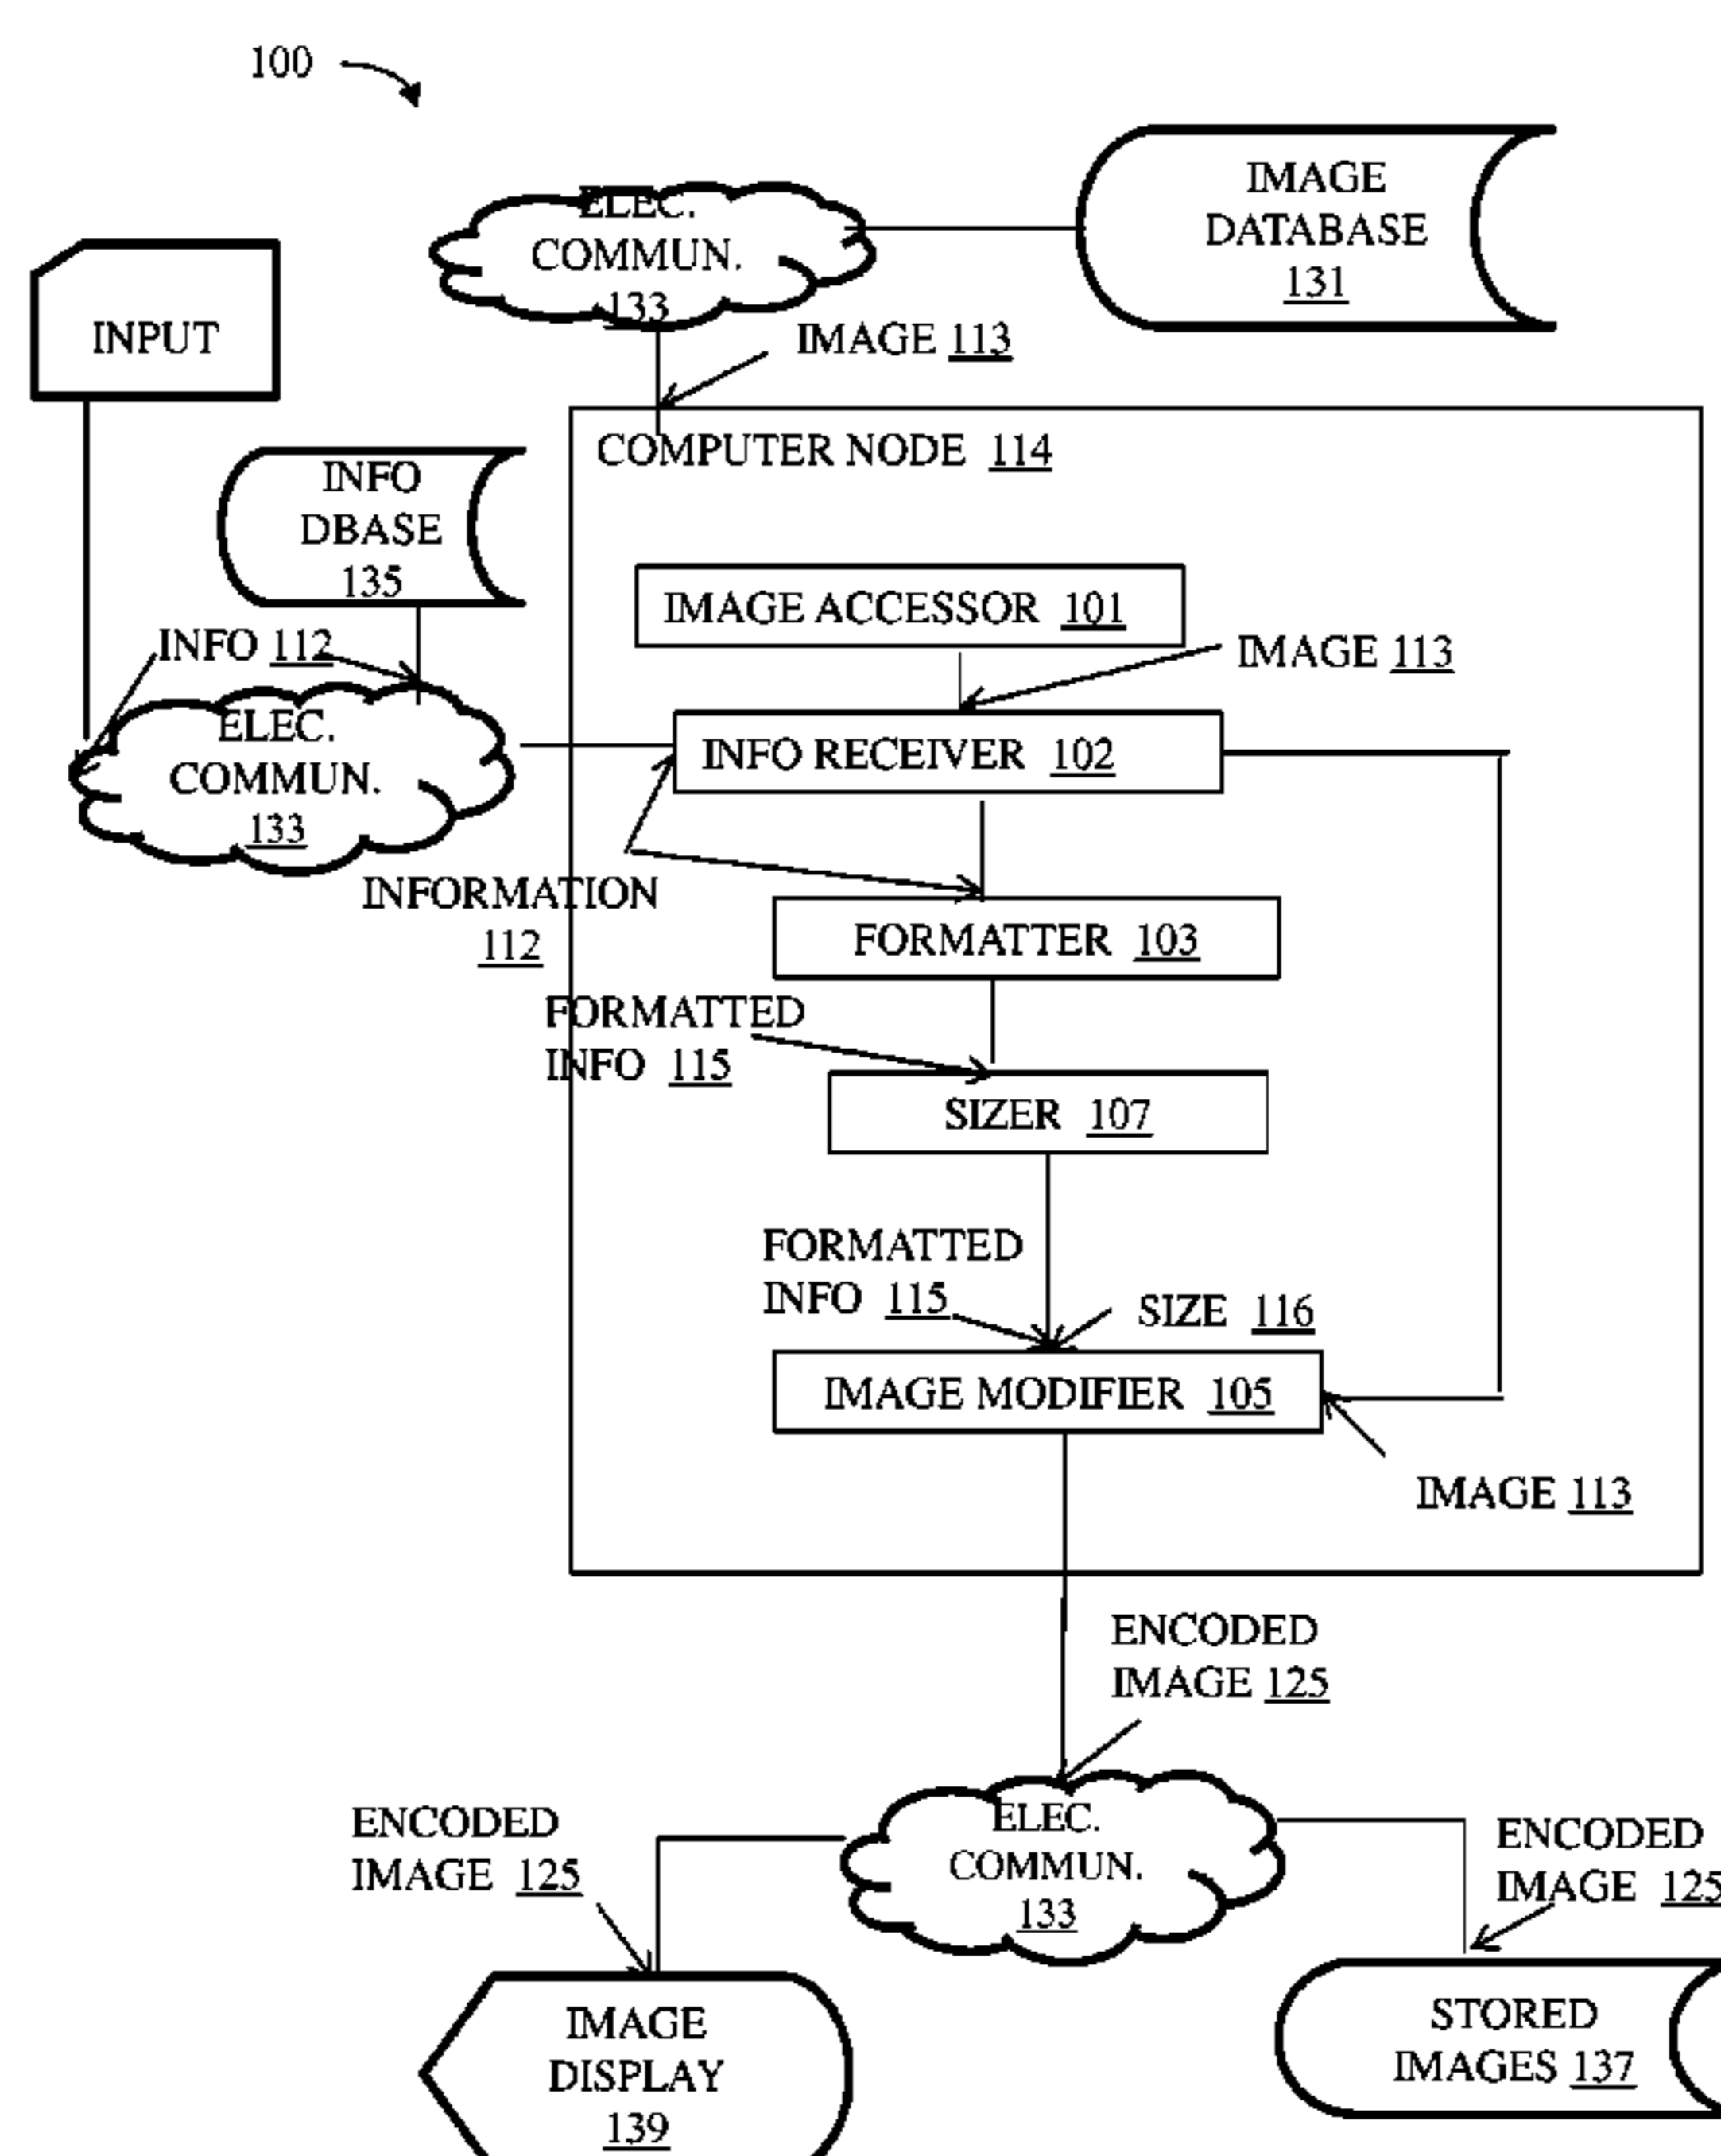 100
ELEC.
COMMUN.
133
IMAGE
DATABASE
131
INPUT
IMAGE 113
COMPUTER NODE 114
INFO
DBASE
135
IMAGE ACCESSOR 101
INFO 112
IMAGE 113
ELEC.
COMMUN.
133
INFO RECEIVER 102
INFORMATION
112
FORMATTER 103
FORMATTED
INFO 115
SIZER 107
FORMATTED
INFO 115
SIZE 116
IMAGE MODIFIER 105
IMAGE 113
ENCODED
IMAGE 125
ELEC.
COMMUN.
133
ENCODED
IMAGE 125
ENCODED
IMAGE 125
IMAGE
DISPLAY
139
STORED
IMAGES 137